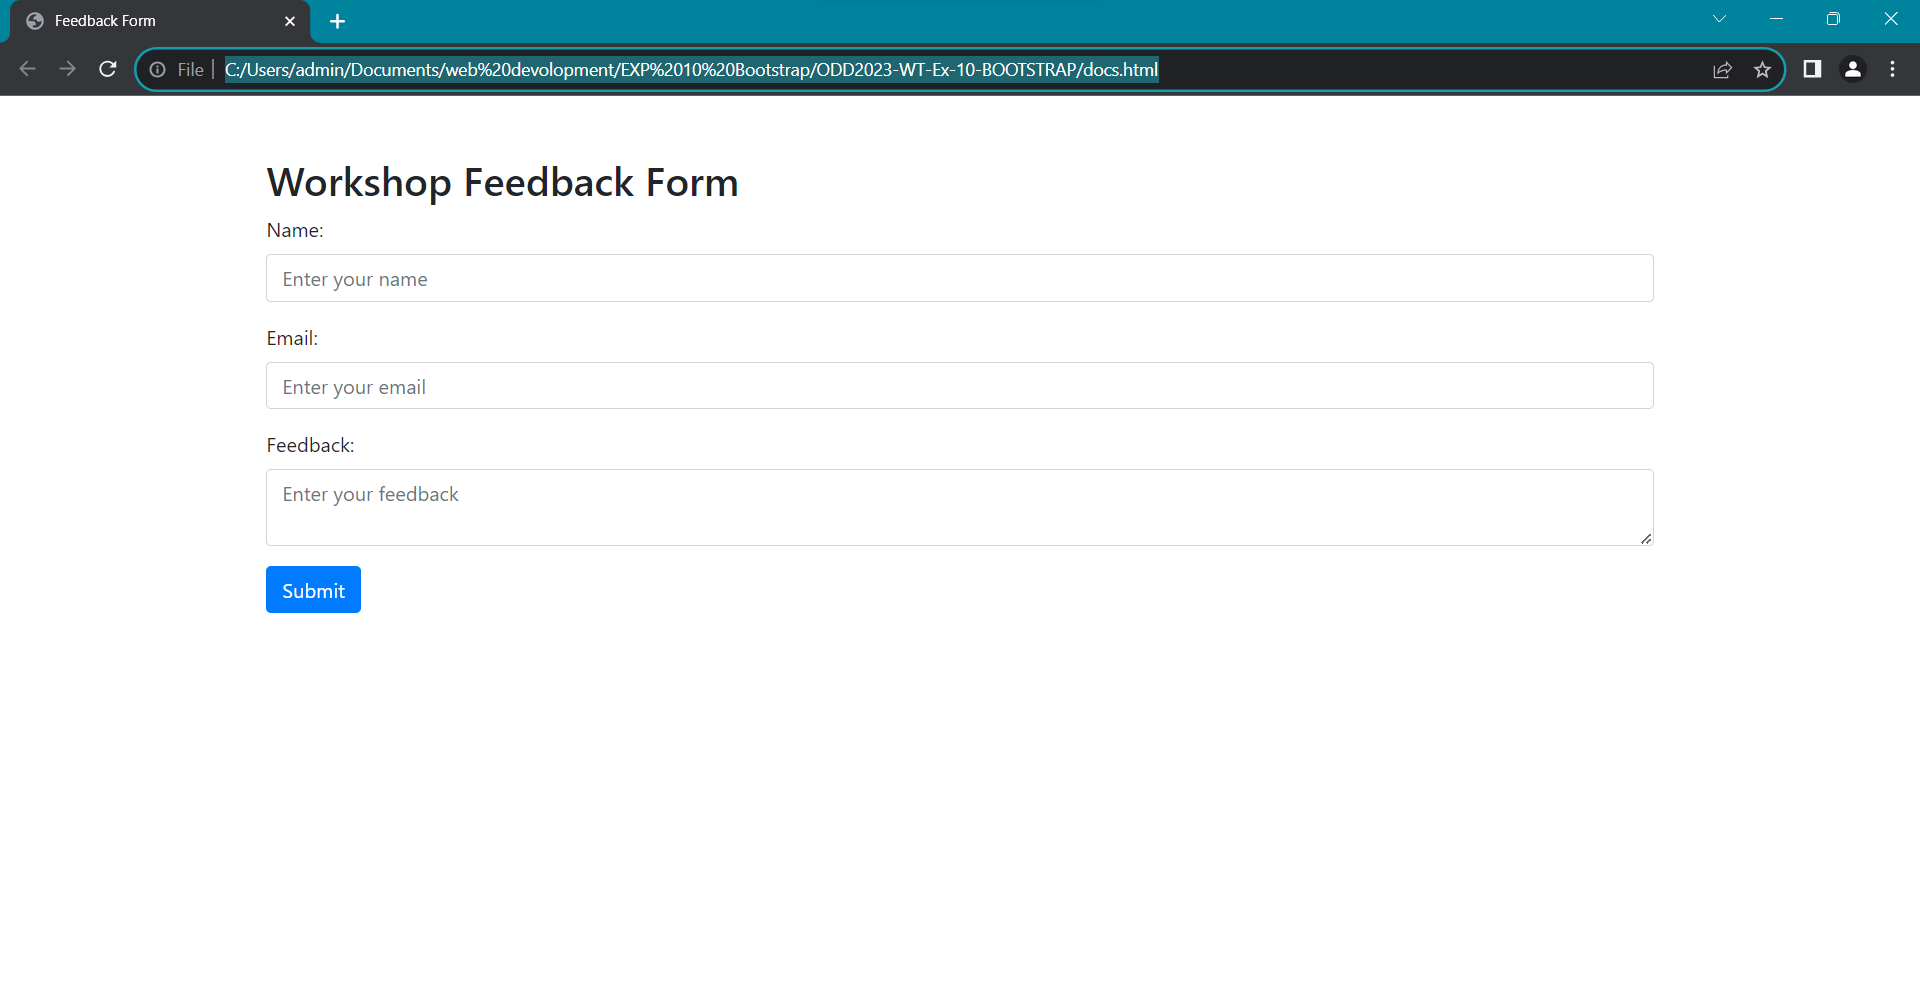 Feedback Form
File C:/Users/admin/Documents/web%20devolopment/EXP%2010%20Bootstrap/ODD2023-WT-Ex-10-BOOTSTRAP/docs.html
Workshop Feedback Form
Name:
Enter your name
Email:
Enter your email
Feedback:
Enter your feedback
Submit